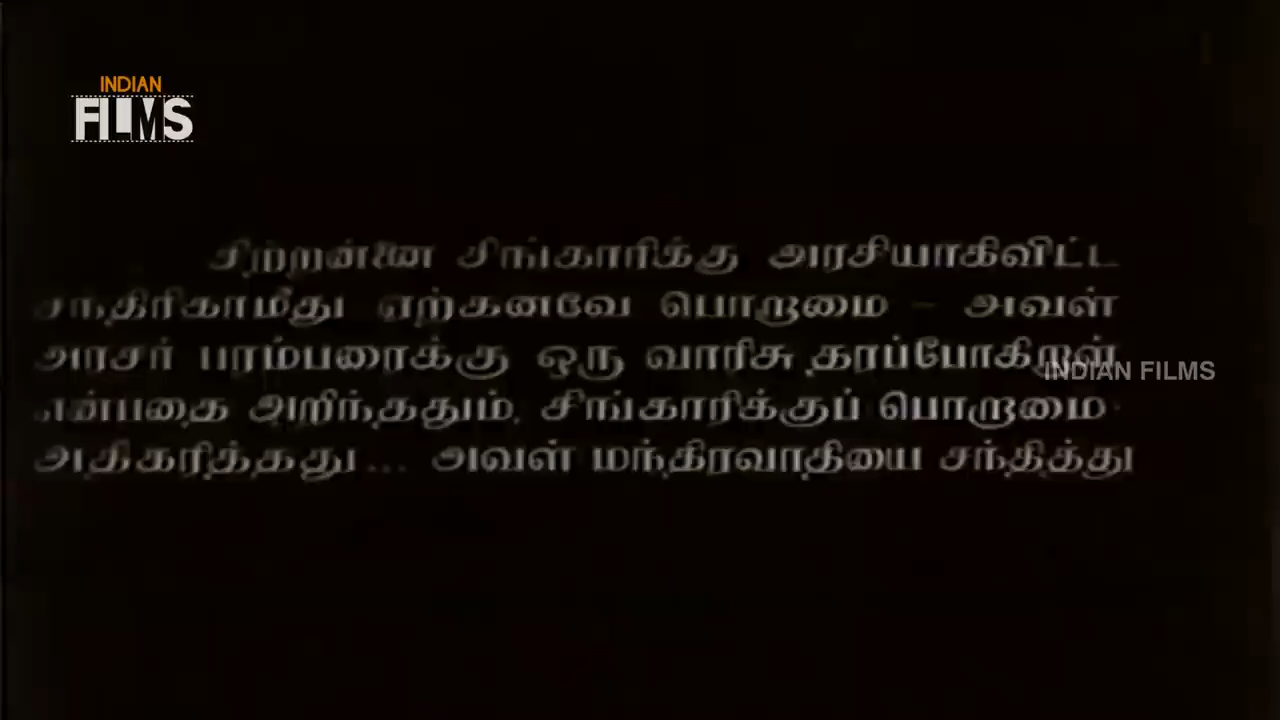 INDIAN
FILMS
சிற்றன்னை சிங்காரிக்கு அரசியாகிவிட்ட
சந்திரிகாமீது ஏற்கனவே பொறாமை - அவள்
அரசர் பரம்பரைக்கு ஒரு வாரிசு தரப்போகிறாள்
INDIAN FILMS
என்பதை அறிந்ததும், சிங்காரிக்குப் பொறாமை
அதிகரித்தது... அவள் மந்திரவாதியை சந்தித்து